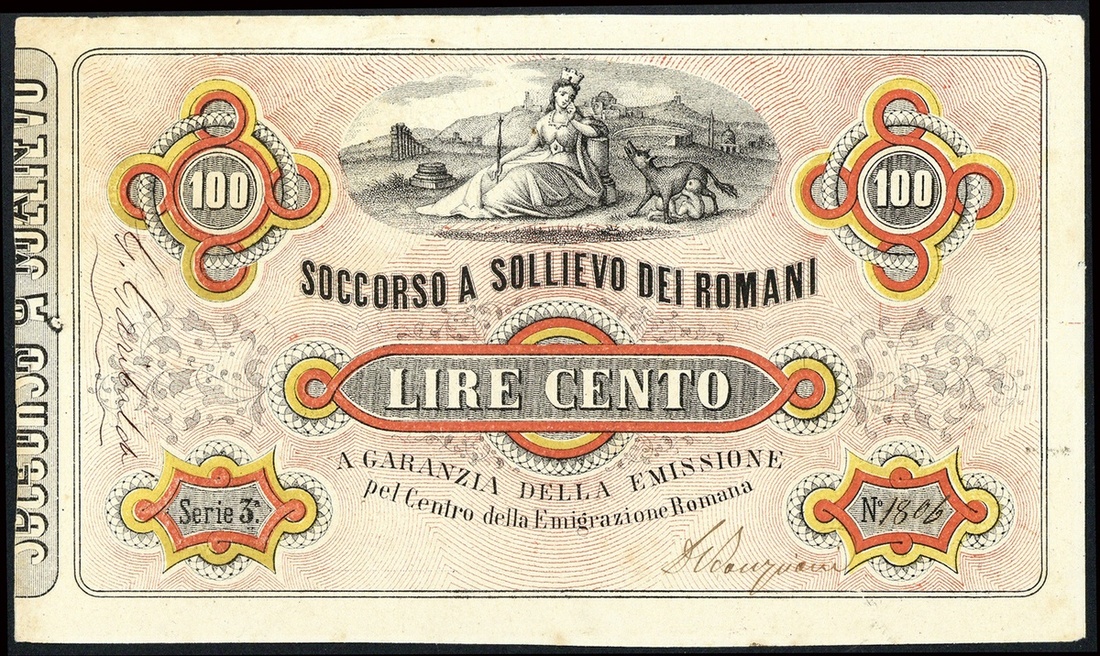 100
100
SOCCORSO A SOLLIEVO DEI ROMANI
LIRE CENTO
A GARANZIA DELLA EMISSIONE
pel Centro della Emigrazione Romana
Serie 3ª.
Nº 1806
G. Garibaldi